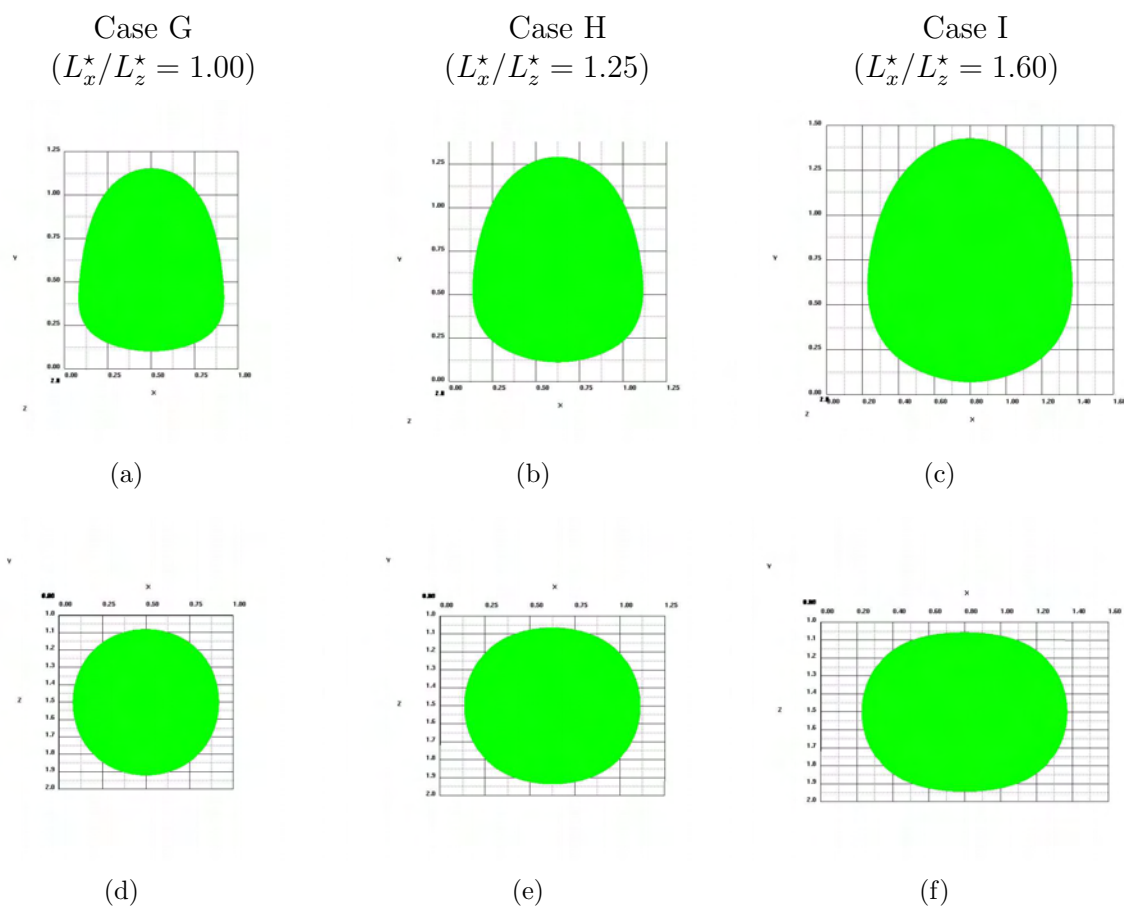 Case G
(L⋆x/L⋆z = 1.00)
Case H
(L⋆x/L⋆z = 1.25)
Case I
(L⋆x/L⋆z = 1.60)
1.25
1.00
0.75
0.50
0.25
0.00
0.00 0.25 0.50 0.75 1.00
Y
X
Z
1.25
1.00
0.75
0.50
0.25
0.00
0.00 0.25 0.50 0.75 1.00 1.25
Y
X
Z
1.50
1.25
1.00
0.75
0.50
0.25
0.00
0.20 0.40 0.60 0.80 1.00 1.20 1.40 1.60
Y
X
Z
(a)
(b)
(c)
Y
X
0.00 0.25 0.50 0.75 1.00
1.0
1.1
1.2
1.3
1.4
1.5
1.6
1.7
1.8
1.9
2.0
Z
Y
X
0.00 0.25 0.50 0.75 1.00 1.25
1.0
1.1
1.2
1.3
1.4
1.5
1.6
1.7
1.8
1.9
2.0
Z
Y
X
0.00 0.20 0.40 0.60 0.80 1.00 1.20 1.40 1.60
1.0
1.1
1.2
1.3
1.4
1.5
1.6
1.7
1.8
1.9
2.0
Z
(d)
(e)
(f)